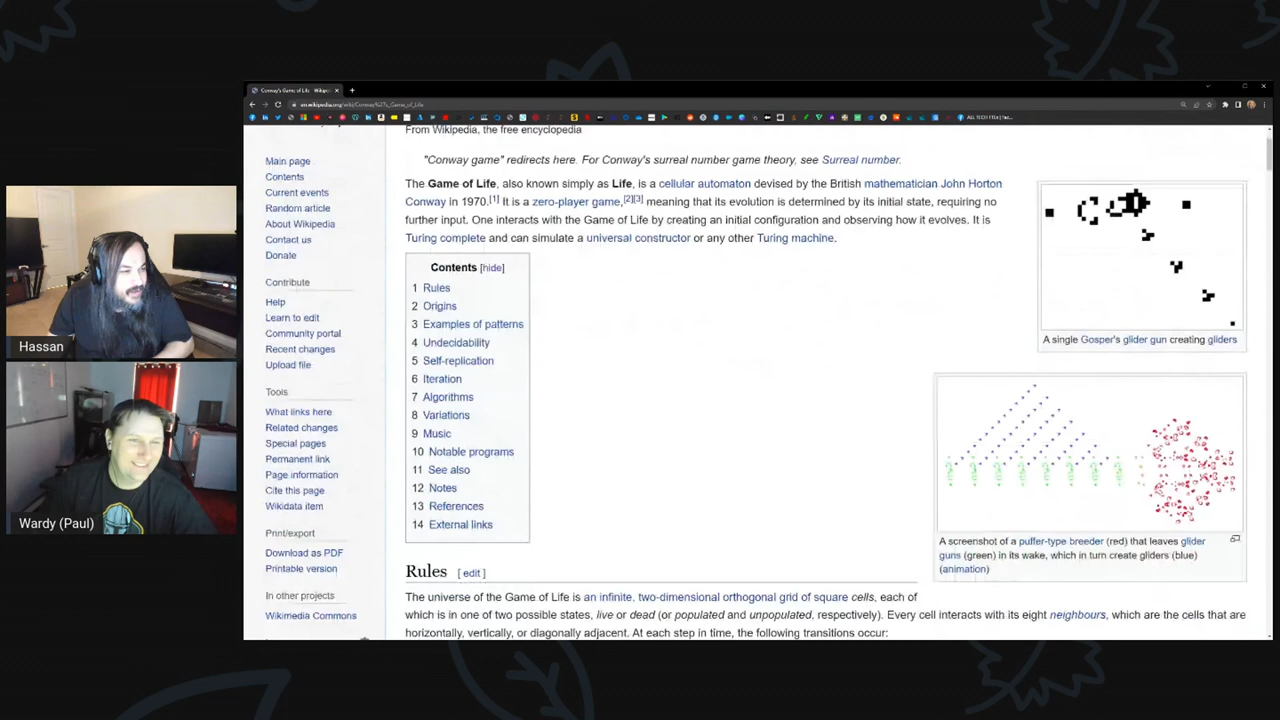 Conway's Game of Life - Wikipe
en.wikipedia.org/wiki/Conway%27s_Game_of_Life
From Wikipedia, the free encyclopedia
"Conway game" redirects here. For Conway's surreal number game theory, see Surreal number.
The Game of Life, also known simply as Life, is a cellular automaton devised by the British mathematician John Horton
Conway in 1970.[1] It is a zero-player game,[2][3] meaning that its evolution is determined by its initial state, requiring no
further input. One interacts with the Game of Life by creating an initial configuration and observing how it evolves. It is
Turing complete and can simulate a universal constructor or any other Turing machine.
Main page
Contents
Current events
Random article
About Wikipedia
Contact us
Donate
Contribute
Help
Learn to edit
Community portal
Recent changes
Upload file
Tools
What links here
Related changes
Special pages
Permanent link
Page information
Cite this page
Wikidata item
Print/export
Download as PDF
Printable version
In other projects
Wikimedia Commons
Contents [hide]
1 Rules
2 Origins
3 Examples of patterns
4 Undecidability
5 Self-replication
6 Iteration
7 Algorithms
8 Variations
9 Music
10 Notable programs
11 See also
12 Notes
13 References
14 External links
A single Gosper's glider gun creating gliders
A screenshot of a puffer-type breeder (red) that leaves glider
guns (green) in its wake, which in turn create gliders (blue)
(animation)
Rules [ edit ]
The universe of the Game of Life is an infinite, two-dimensional orthogonal grid of square cells, each of
which is in one of two possible states, live or dead (or populated and unpopulated, respectively). Every cell interacts with its eight neighbours, which are the cells that are
horizontally, vertically, or diagonally adjacent. At each step in time, the following transitions occur:
Hassan
Wardy (Paul)